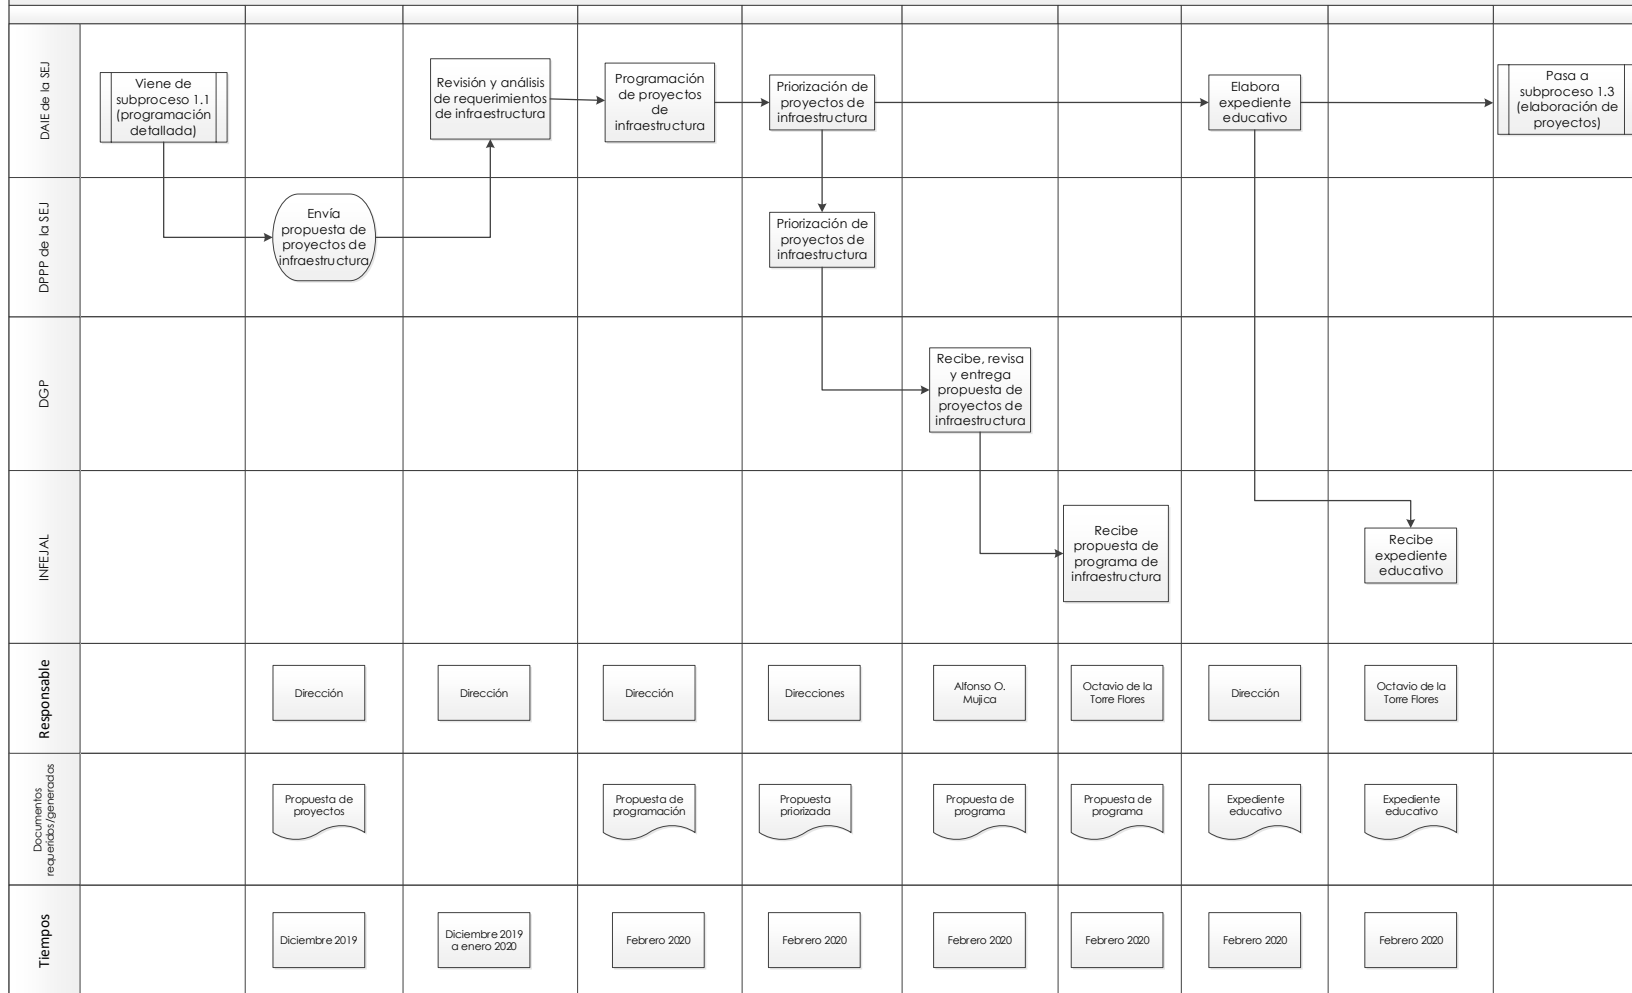 DAIE de la SEJ
Viene de
subproceso 1.1
(programación
detallada)
Revisión y análisis
de requerimientos
de infraestructura
Programación
de proyectos
de
infraestructura
Priorización de
proyectos de
infraestructura
Elabora
expediente
educativo
Pasa a
subproceso 1.3
(elaboración de
proyectos)
DPPP de la SEJ
Envía
propuesta de
proyectos de
infraestructura
Priorización de
proyectos de
infraestructura
DGP
Recibe, revisa
y entrega
propuesta de
proyectos de
infraestructura
INFEJAL
Recibe
propuesta de
programa de
infraestructura
Recibe
expediente
educativo
Responsable
Dirección
Dirección
Dirección
Direcciones
Alfonso O.
Mujica
Octavio de la
Torre Flores
Dirección
Octavio de la
Torre Flores
Documentos
requeridos/generados
Propuesta de
proyectos
Propuesta de
programación
Propuesta
priorizada
Propuesta de
programa
Propuesta de
programa
Expediente
educativo
Expediente
educativo
Tiempos
Diciembre 2019
Diciembre 2019
a enero 2020
Febrero 2020
Febrero 2020
Febrero 2020
Febrero 2020
Febrero 2020
Febrero 2020